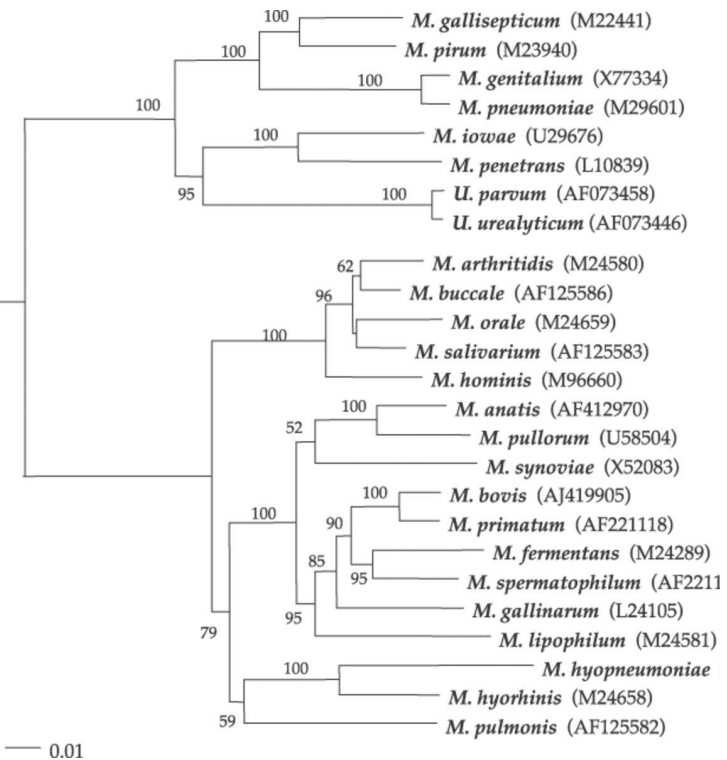 100
M. gallisepticum (M22441)
100
M. pirum (M23940)
100
M. genitalium (X77334)
100
M. pneumoniae (M29601)
100
M. iowae (U29676)
M. penetrans (L10839)
95
100
U. parvum (AF073458)
U. urealyticum (AF073446)
62
M. arthritidis (M24580)
96
M. buccale (AF125586)
M. orale (M24659)
100
M. salivarium (AF125583)
M. hominis (M96660)
100
M. anatis (AF412970)
52
M. pullorum (U58504)
M. synoviae (X52083)
100
M. bovis (AJ419905)
100
90
M. primatum (AF221118)
85
M. fermentans (M24289)
95
M. spermatophilum (AF2211
95
M. gallinarum (L24105)
79
M. lipophilum (M24581)
100
M. hyopneumoniae
M. hyorhinis (M24658)
59
M. pulmonis (AF125582)
0.01